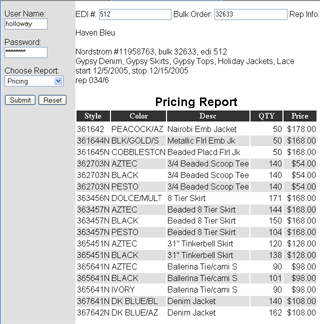 User Name:
holloway
Password:
********
Choose Report:
Pricing
Submit Reset
EDI #: 512 Bulk Order: 32633 Rep Info:
Haven Bleu
Nordstrom #11958763, bulk 32633, edi 512
Gypsy Denim, Gypsy Skirts, Gypsy Tops, Holiday Jackets, Lace
start 12/5/2005, stop 12/15/2005
rep 034/6
Pricing Report
Style Color Desc QTY Price
361642 PEACOCK/AZ Nairobi Emb Jacket 50 $178.00
361644N BLK/GOLD/S Metallic Flrl Emb Jk 50 $168.00
361645N COBBLESTON Beaded Placd Flrl Jk 50 $168.00
362703N AZTEC 3/4 Beaded Scoop Tee 140 $54.00
362703N BLACK 3/4 Beaded Scoop Tee 140 $54.00
362703N PESTO 3/4 Beaded Scoop Tee 140 $54.00
363456N DOLCE/MULT 8 Tier Skirt 171 $168.00
363457N AZTEC Beaded 8 Tier Skirt 144 $168.00
363457N BLACK Beaded 8 Tier Skirt 150 $168.00
363457N PESTO Beaded 8 Tier Skirt 104 $168.00
365451N AZTEC 31" Tinkerbell Skirt 120 $128.00
365451N BLACK 31" Tinkerbell Skirt 138 $128.00
365641N AZTEC Ballerina Tie/cami S 90 $98.00
365641N BLACK Ballerina Tie/cami S 101 $98.00
365641N IVORY Ballerina Tie/cami S 90 $98.00
367641N DK BLUE/BL Denim Jacket 140 $108.00
367642N DK BLUE/AZ Denim Jacket 162 $108.00